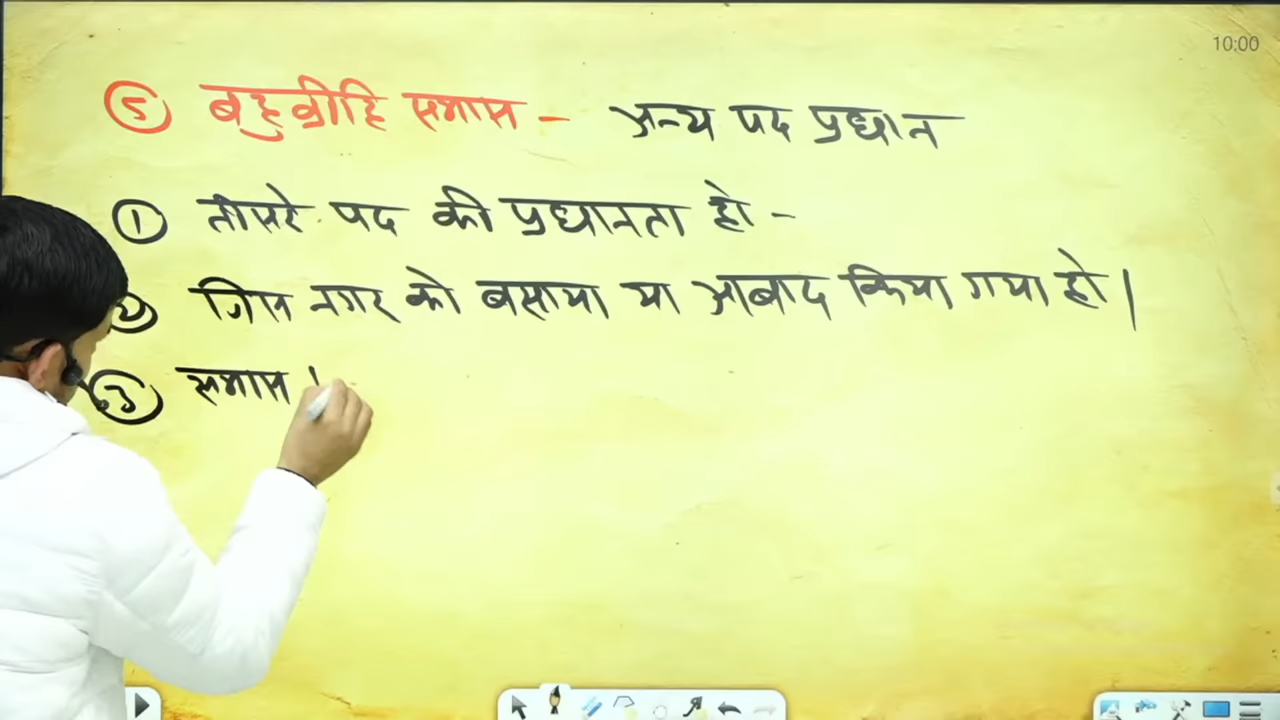 10:00
⑤ बहुव्रीहि समास - अन्य पद प्रधान
① तीसरे पद की प्रधानता हो -
② जिस नगर को बसाया या आबाद किया गया हो |
③ समास